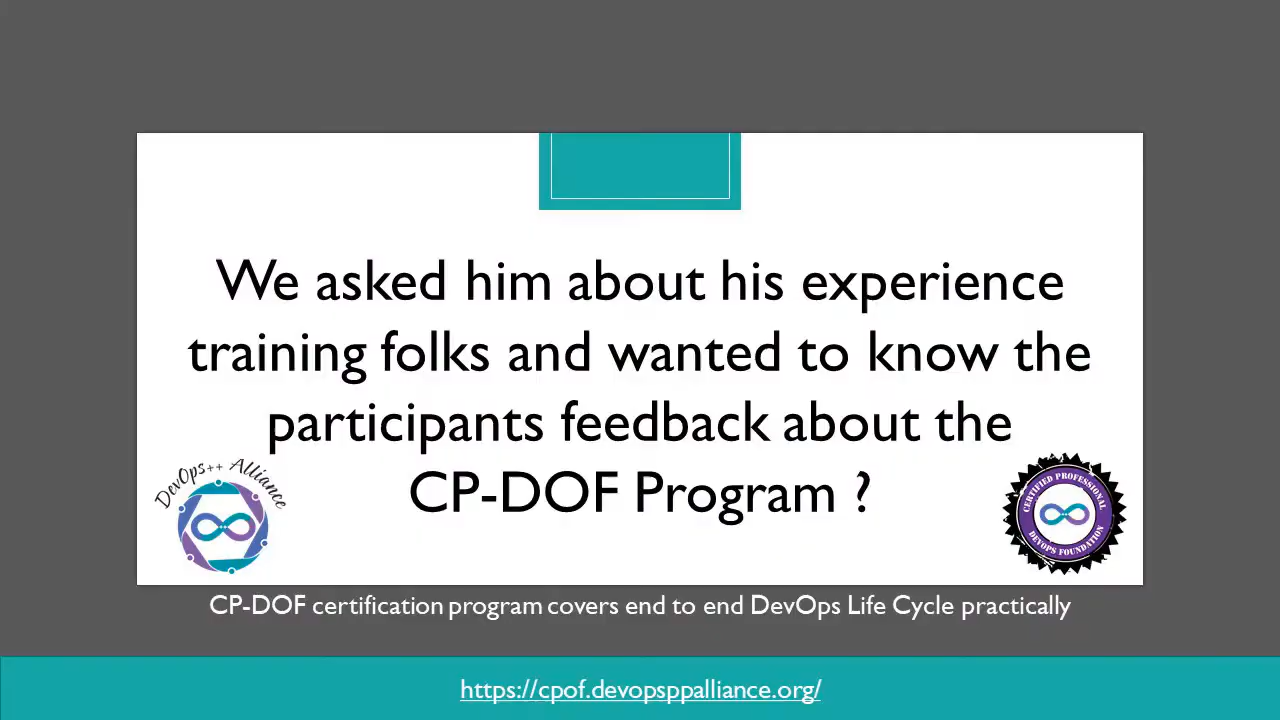 We asked him about his experience
training folks and wanted to know the
participants feedback about the
CP-DOF Program ?
DevOps++ Alliance
CERTIFIED PROFESSIONAL
DEVOPS FOUNDATION
CP-DOF certification program covers end to end DevOps Life Cycle practically
https://cpof.devopsppalliance.org/